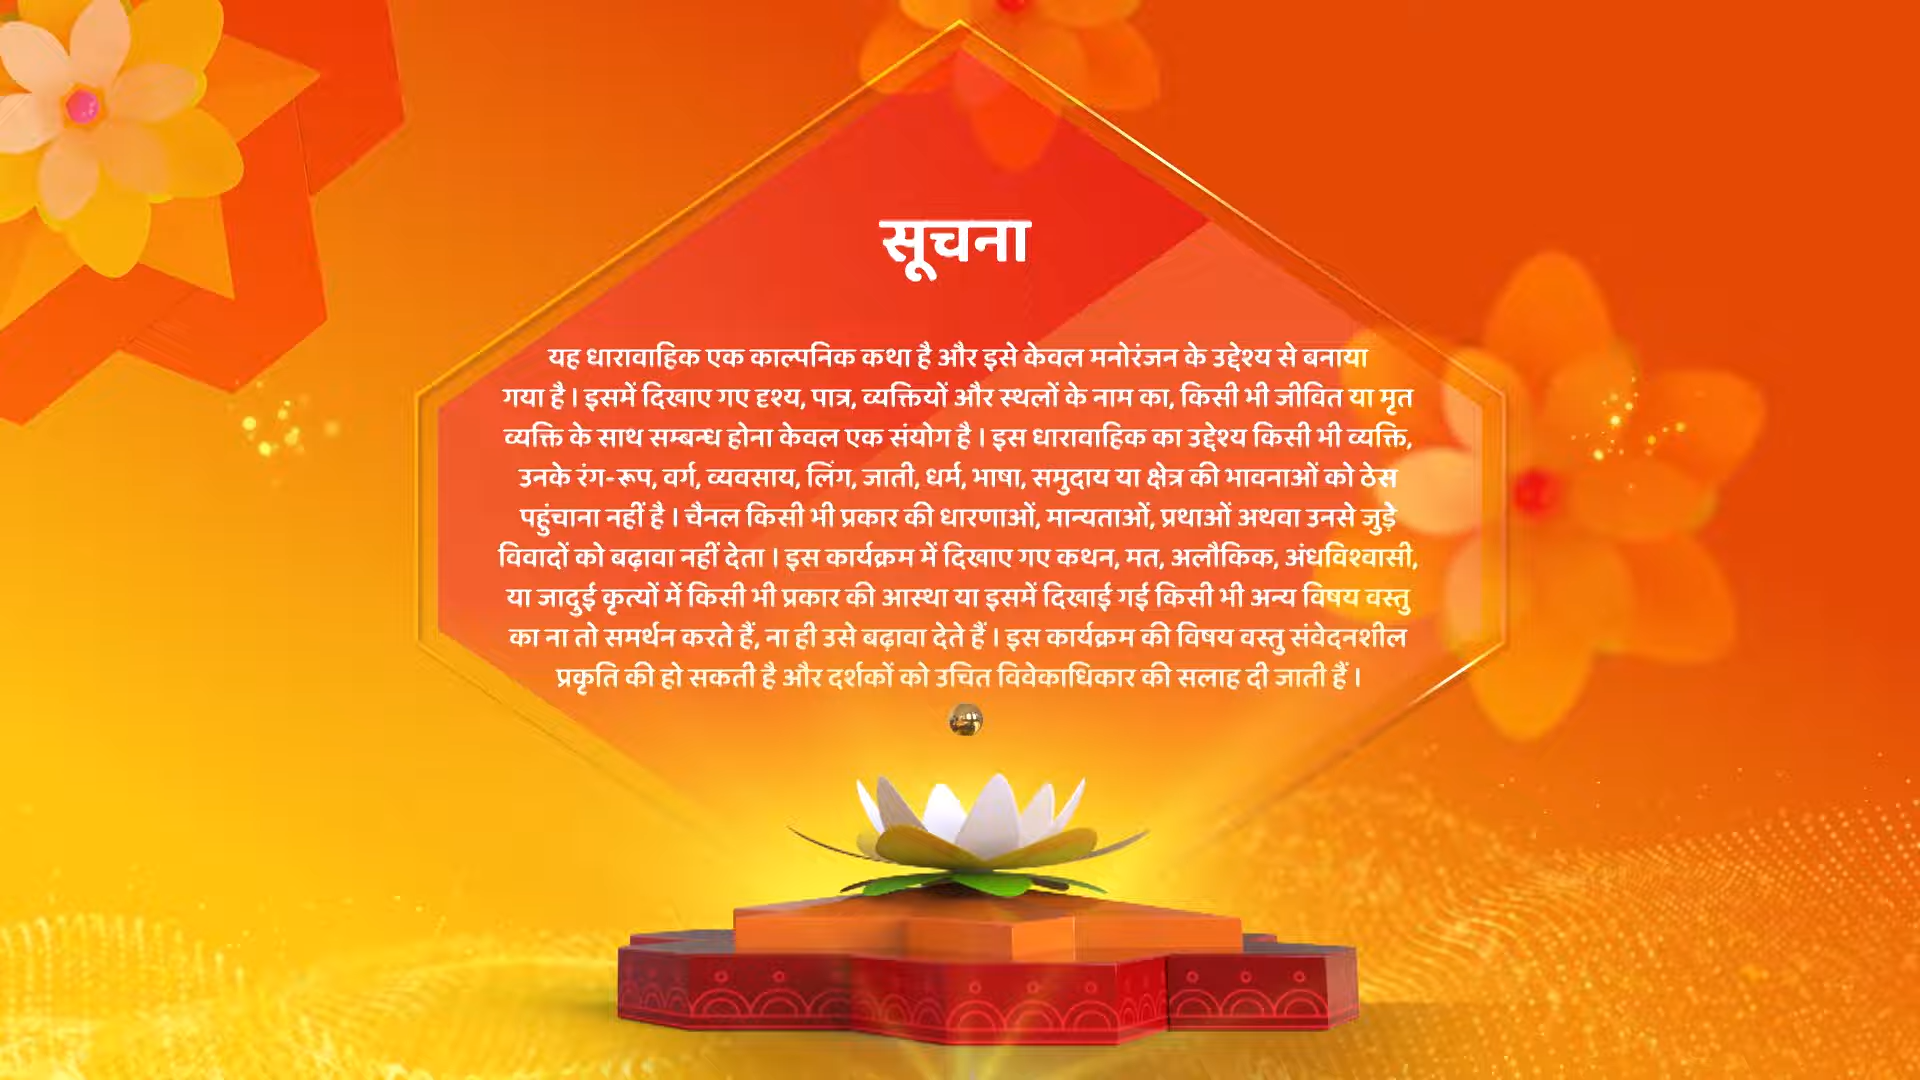 सूचना
यह धारावाहिक एक काल्पनिक कथा है और इसे केवल मनोरंजन के उद्देश्य से बनाया
गया है । इसमें दिखाए गए दृश्य, पात्र, व्यक्तियों और स्थलों के नाम का, किसी भी जीवित या मृत
व्यक्ति के साथ सम्बन्ध होना केवल एक संयोग है । इस धारावाहिक का उद्देश्य किसी भी व्यक्ति,
उनके रंग-रूप, वर्ग, व्यवसाय, लिंग, जाती, धर्म, भाषा, समुदाय या क्षेत्र की भावनाओं को ठेस
पहुंचाना नहीं है । चैनल किसी भी प्रकार की धारणाओं, मान्यताओं, प्रथाओं अथवा उनसे जुड़े
विवादों को बढ़ावा नहीं देता । इस कार्यक्रम में दिखाए गए कथन, मत, अलौकिक, अंधविश्वासी,
या जादुई कृत्यों में किसी भी प्रकार की आस्था या इसमें दिखाई गई किसी भी अन्य विषय वस्तु
का ना तो समर्थन करते हैं, ना ही उसे बढ़ावा देते हैं । इस कार्यक्रम की विषय वस्तु संवेदनशील
प्रकृति की हो सकती है और दर्शकों को उचित विवेकाधिकार की सलाह दी जाती हैं ।